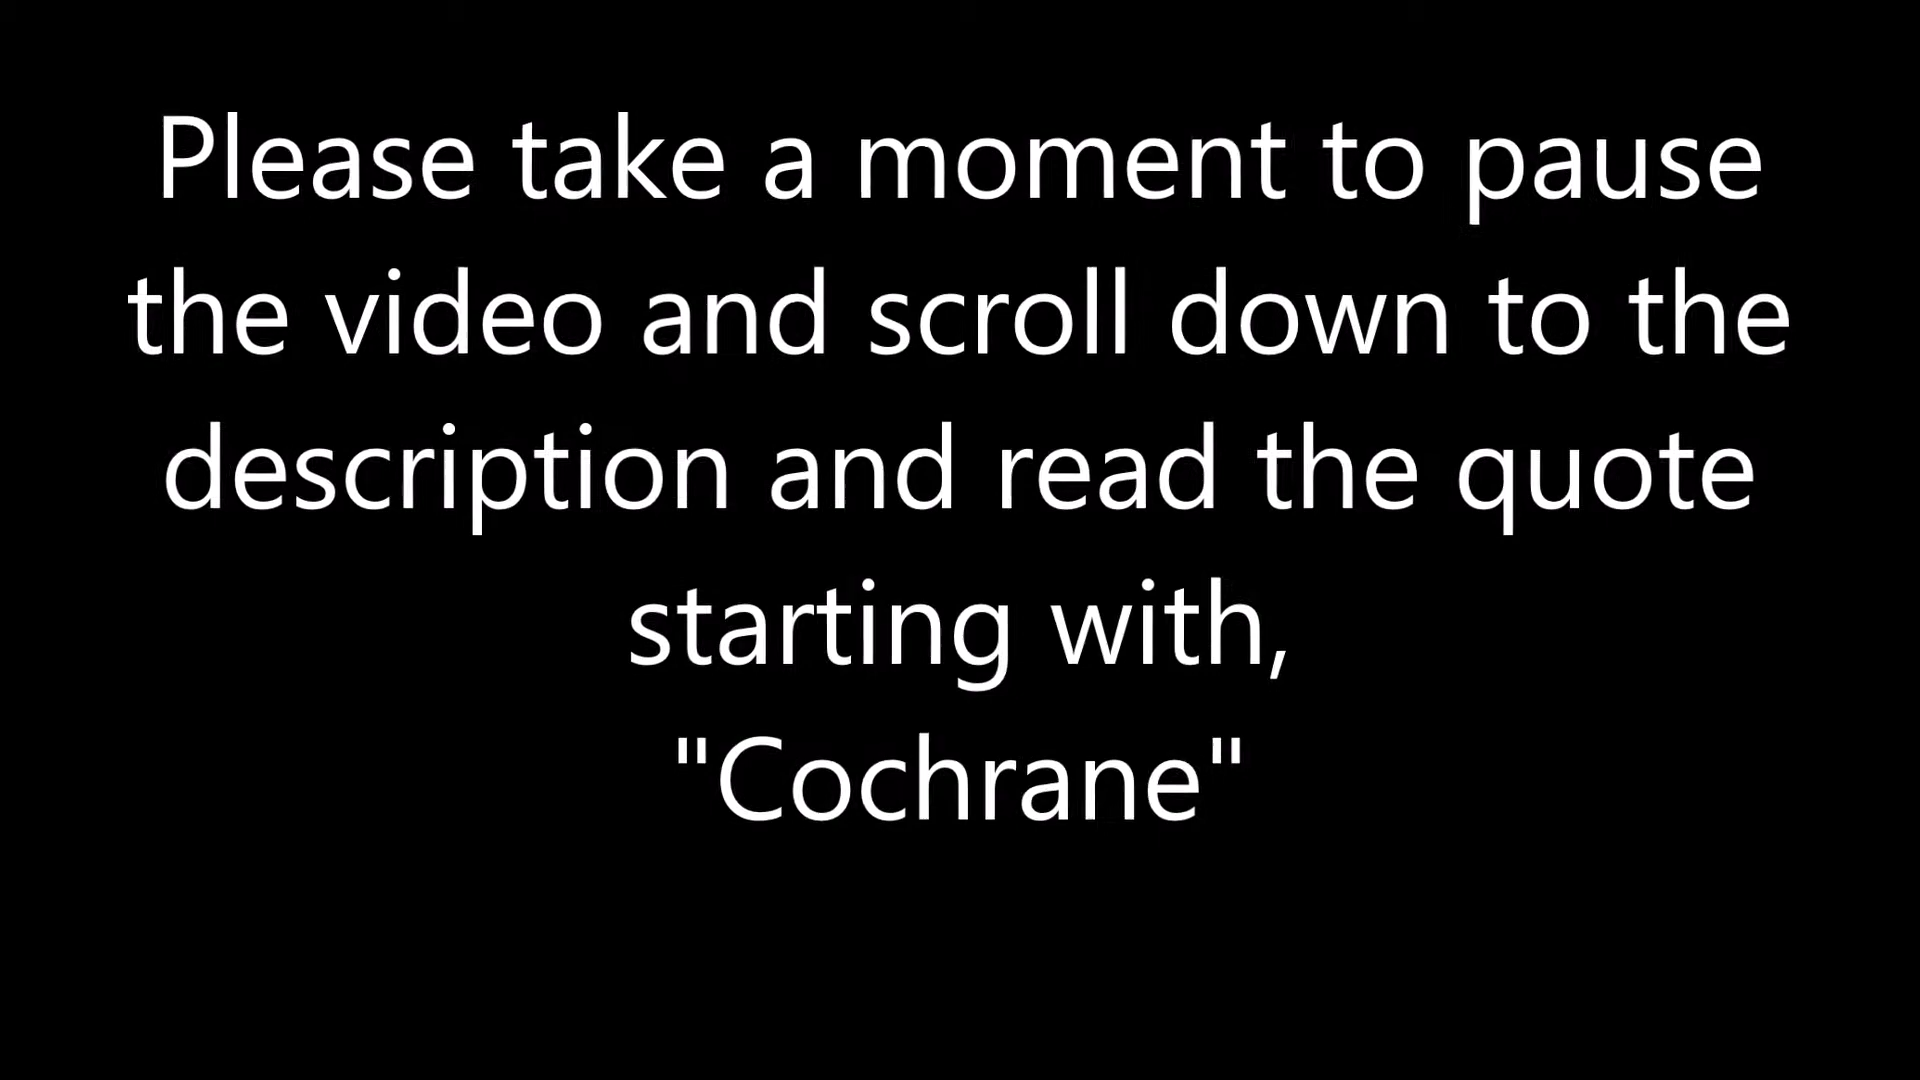 Please take a moment to pause
the video and scroll down to the
description and read the quote
starting with,
"Cochrane"